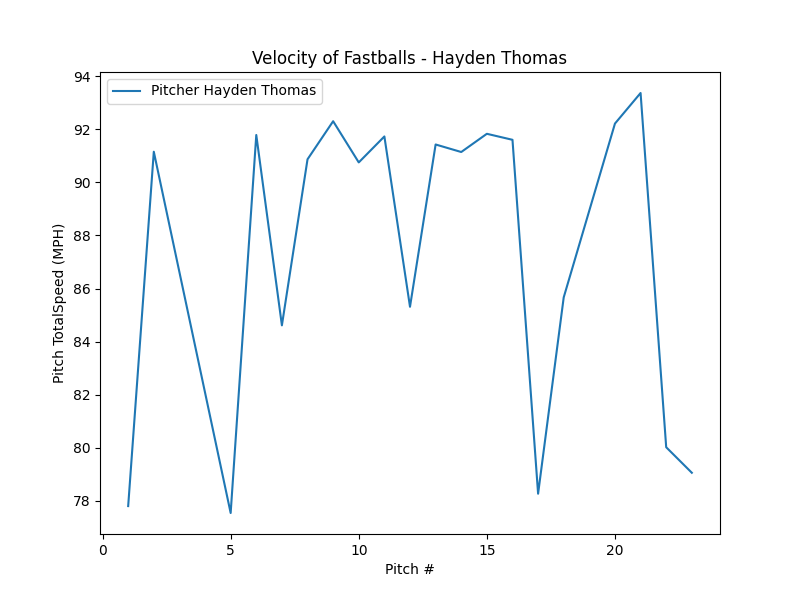 Velocity of Fastballs - Hayden Thomas
Pitcher Hayden Thomas
Pitch TotalSpeed (MPH)
94
92
90
88
86
84
82
80
78
0 5 10 15 20
Pitch #